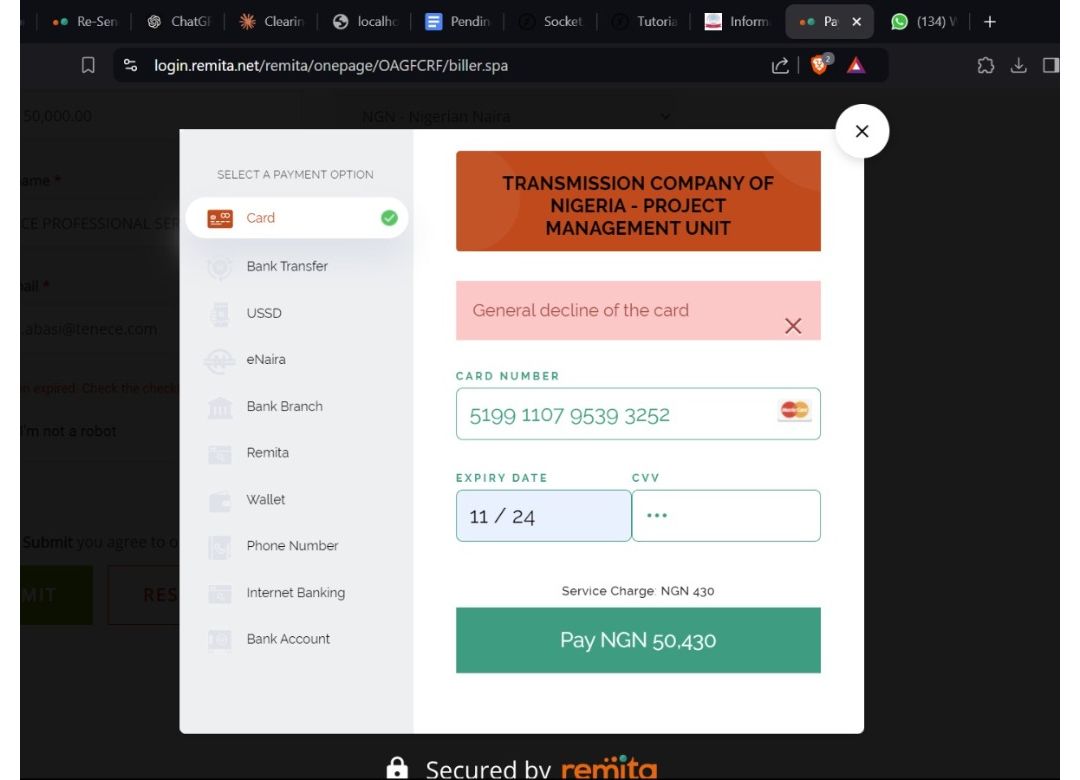 Re-Sen
ChatGP
Clearin
localho
Pendin
Socket
Tutoria
Inform
Pa
(134) W
login.remita.net/remita/onepage/OAGFCRF/biller.spa
2
50,000.00
NGN - Nigerian Naira
ame *
CE PROFESSIONAL SER
ail *
.abasi@tenece.com
n expired. Check the check
I'm not a robot
Submit you agree to o
MIT
RES
SELECT A PAYMENT OPTION
Card
Bank Transfer
USSD
eNaira
Bank Branch
Remita
Wallet
Phone Number
Internet Banking
Bank Account
TRANSMISSION COMPANY OF
NIGERIA - PROJECT
MANAGEMENT UNIT
General decline of the card
CARD NUMBER
5199 1107 9539 3252
EXPIRY DATE
CVV
11 / 24
Service Charge: NGN 430
Pay NGN 50,430
Secured by remita